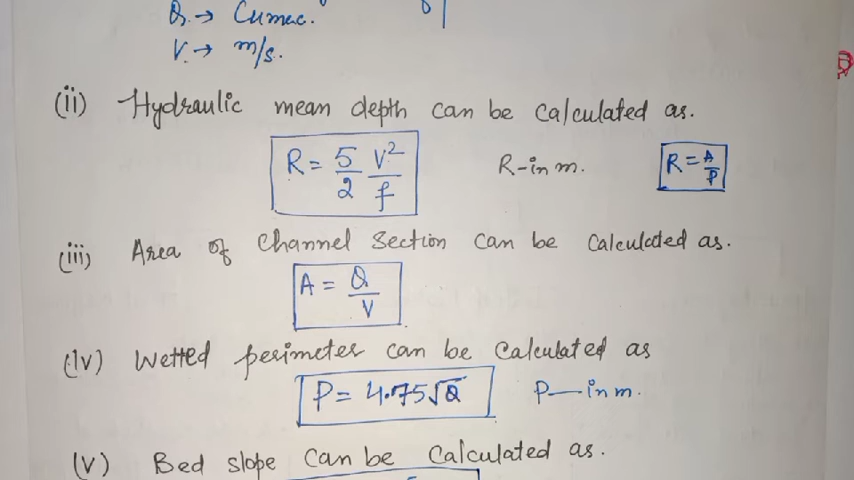 Q → Cumec.
V → m/s.
(ii) Hydraulic mean depth can be calculated as.
R = 5/2 V²/f R-in m. R = A/P
(iii) Area of Channel Section can be calculated as.
A = Q/V
(iv) Wetted perimeter can be calculated as
P = 4.75√Q P—in m.
(v) Bed slope can be calculated as.